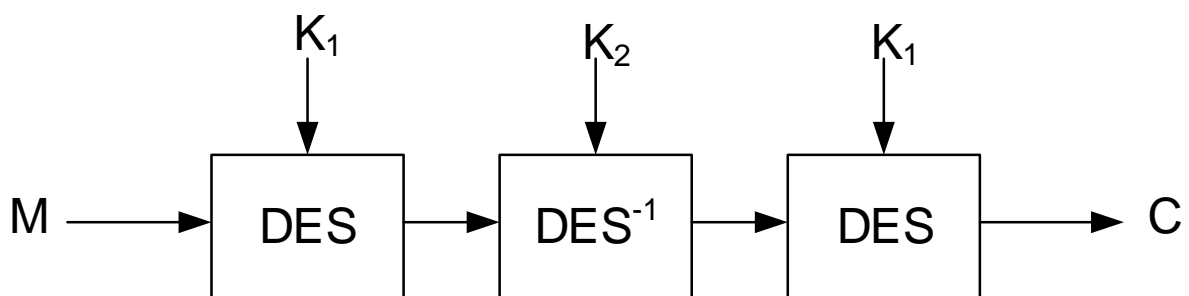 K₁ K₂ K₁
M DES DES⁻¹ DES C